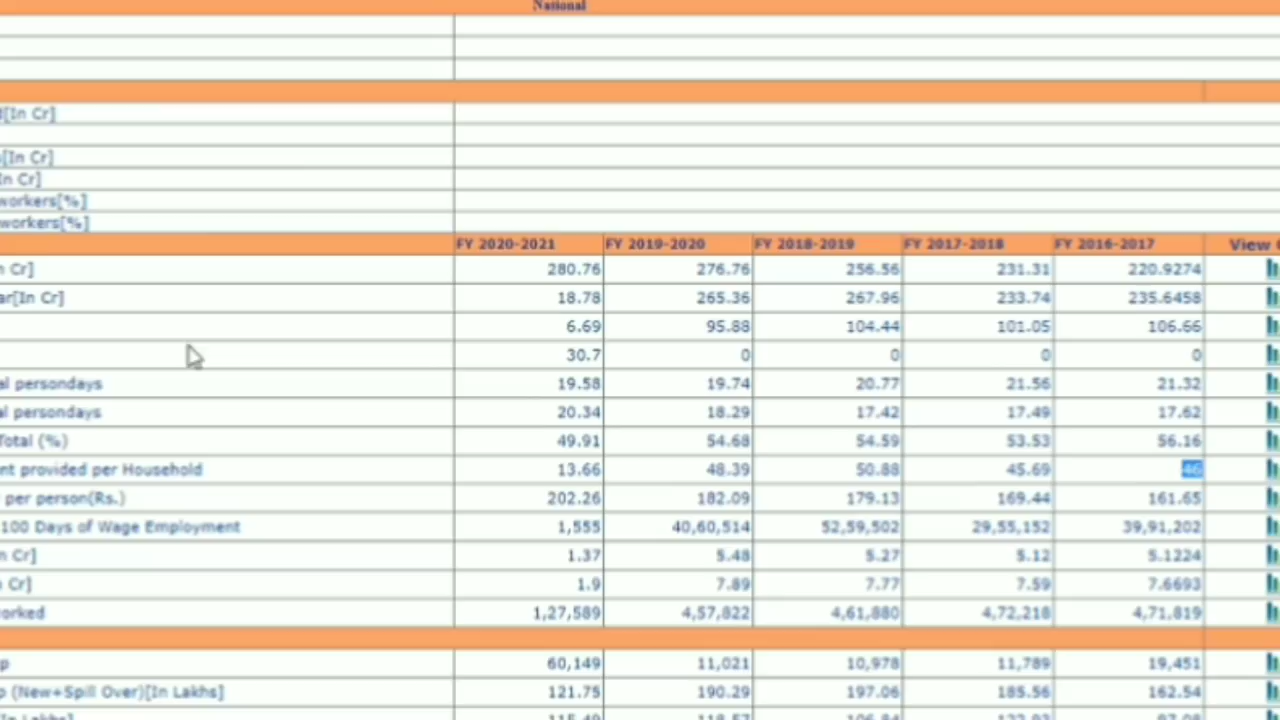 National
[In Cr]
[In Cr]
In Cr]
workers[%]
workers[%]
FY 2020-2021 FY 2019-2020 FY 2018-2019 FY 2017-2018 FY 2016-2017 View
n Cr] 280.76 276.76 256.56 231.31 220.9274
ar[In Cr] 18.78 265.36 267.96 233.74 235.6458
6.69 95.88 104.44 101.05 106.66
30.7 0 0 0 0
al persondays 19.58 19.74 20.77 21.56 21.32
al persondays 20.34 18.29 17.42 17.49 17.62
Total (%) 49.91 54.68 54.59 53.53 56.16
nt provided per Household 13.66 48.39 50.88 45.69 46
per person(Rs.) 202.26 182.09 179.13 169.44 161.65
100 Days of Wage Employment 1,555 40,60,514 52,59,502 29,55,152 39,91,202
n Cr] 1.37 5.48 5.27 5.12 5.1224
Cr] 1.9 7.89 7.77 7.59 7.6693
orked 1,27,589 4,57,822 4,61,880 4,72,218 4,71,819
p 60,149 11,021 10,978 11,789 19,451
p (New+Spill Over)[In Lakhs] 121.75 190.29 197.06 185.56 162.54